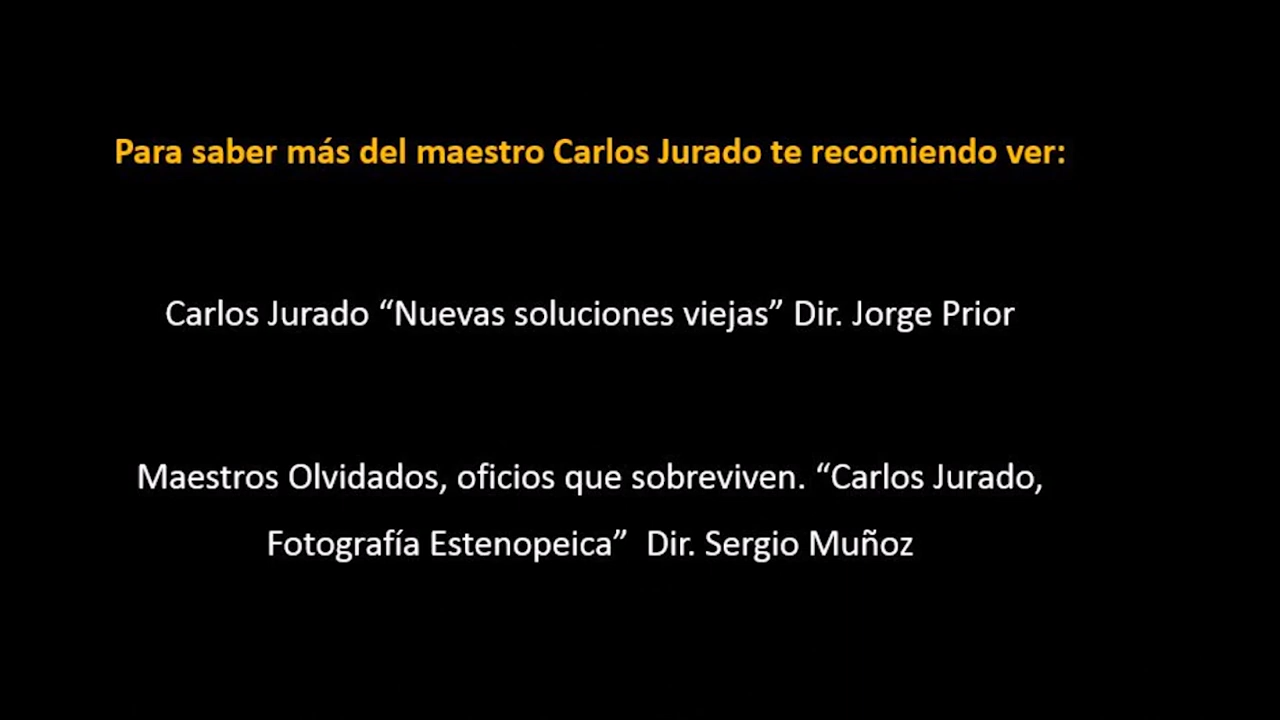 Para saber más del maestro Carlos Jurado te recomiendo ver:
Carlos Jurado “Nuevas soluciones viejas” Dir. Jorge Prior
Maestros Olvidados, oficios que sobreviven. “Carlos Jurado,
Fotografía Estenopeica”  Dir. Sergio Muñoz